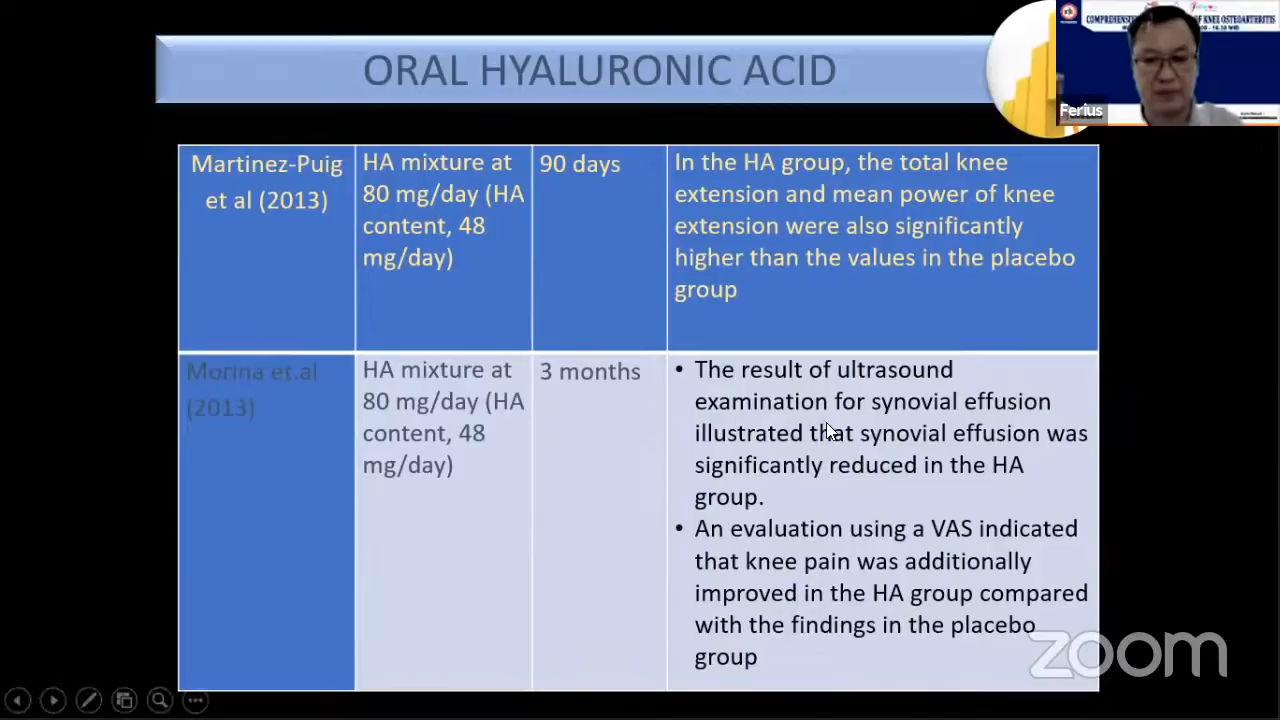 ORAL HYALURONIC ACID
COMPREHENSIVE
OF KNEE OSTEOARTHRITIS
Ferius
Martinez-Puig
et al (2013)
HA mixture at
80 mg/day (HA
content, 48
mg/day)
90 days
In the HA group, the total knee
extension and mean power of knee
extension were also significantly
higher than the values in the placebo
group
Morina et.al
(2013)
HA mixture at
80 mg/day (HA
content, 48
mg/day)
3 months
• The result of ultrasound
examination for synovial effusion
illustrated that synovial effusion was
significantly reduced in the HA
group.
• An evaluation using a VAS indicated
that knee pain was additionally
improved in the HA group compared
with the findings in the placebo
group
zoom